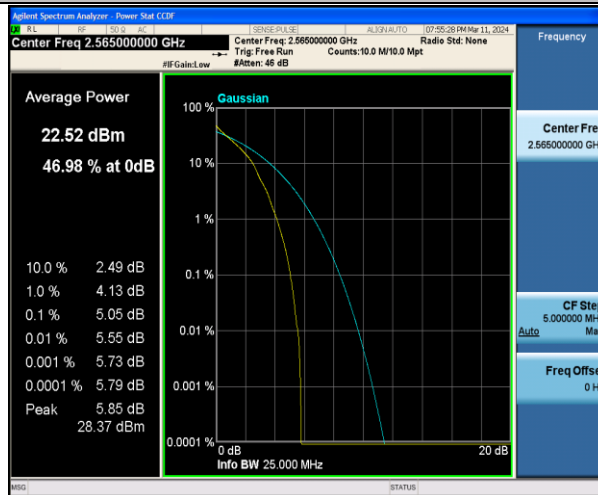 Agilent Spectrum Analyzer - Power Stat CCDF
RL RF 50 Ω AC SENSE:PULSE ALIGN AUTO 07:55:28 PM Mar 11, 2024
Center Freq 2.565000000 GHz
Center Freq: 2.565000000 GHz Radio Std: None
Trig: Free Run Counts:10.0 M/10.0 Mpt
#IFGain:Low #Atten: 46 dB
Frequency
Average Power
22.52 dBm
46.98 % at 0dB
10.0 % 2.49 dB
1.0 % 4.13 dB
0.1 % 5.05 dB
0.01 % 5.55 dB
0.001 % 5.73 dB
0.0001 % 5.79 dB
Peak 5.85 dB
28.37 dBm
Gaussian
100 %
10 %
1 %
0.1 %
0.01 %
0.001 %
0.0001 %
0 dB 20 dB
Info BW 25.000 MHz
Center Fre
2.565000000 GH
CF Ste
5.000000 MH
Auto Ma
Freq Offse
0 H
MSG STATUS